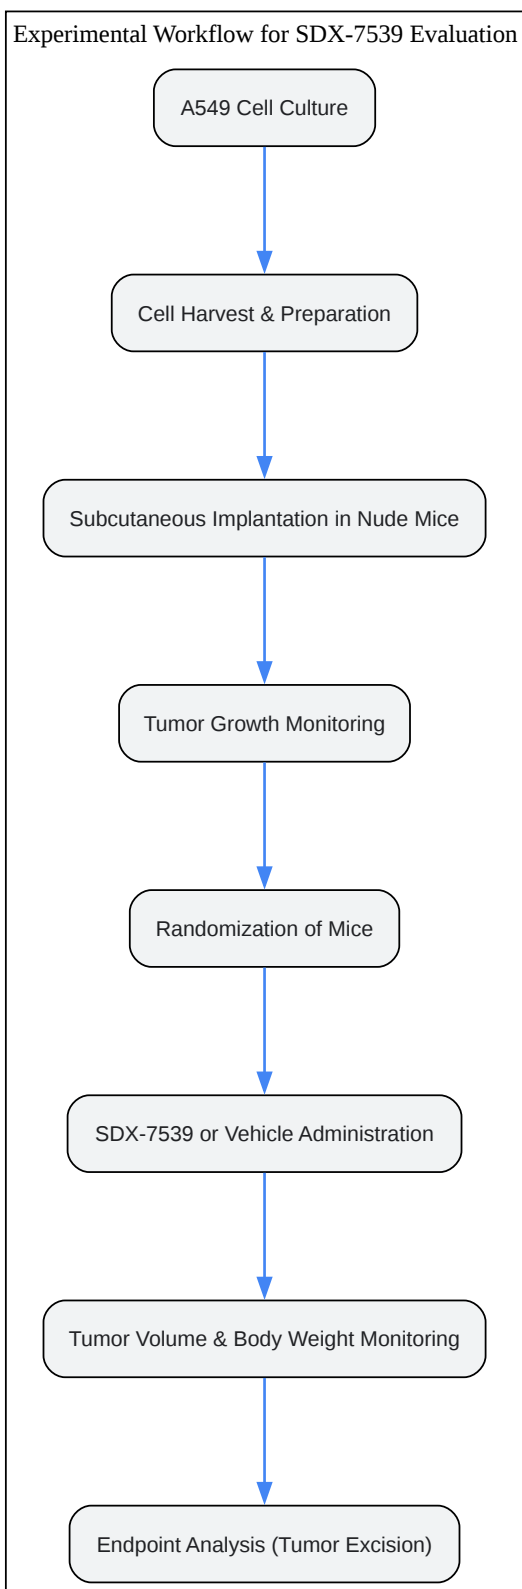 Experimental Workflow for SDX-7539 Evaluation
A549 Cell Culture
Cell Harvest & Preparation
Subcutaneous Implantation in Nude Mice
Tumor Growth Monitoring
Randomization of Mice
SDX-7539 or Vehicle Administration
Tumor Volume & Body Weight Monitoring
Endpoint Analysis (Tumor Excision)